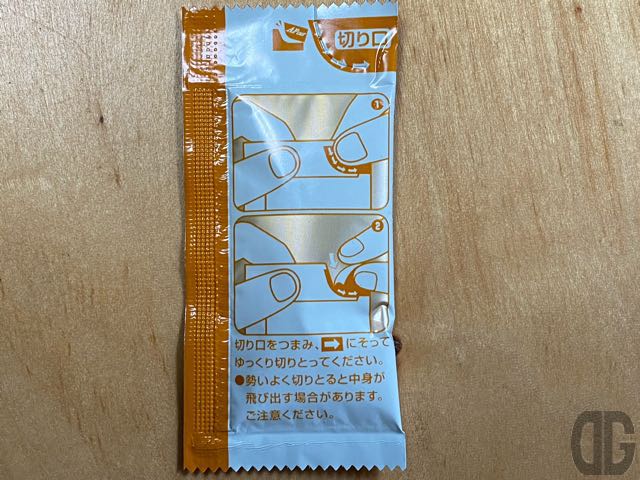 切り口
1
2
切り口をつまみ、➡にそって
ゆっくり切りとってください。
●勢いよく切りとると中身が
飛び出す場合があります。
ご注意ください。
DG